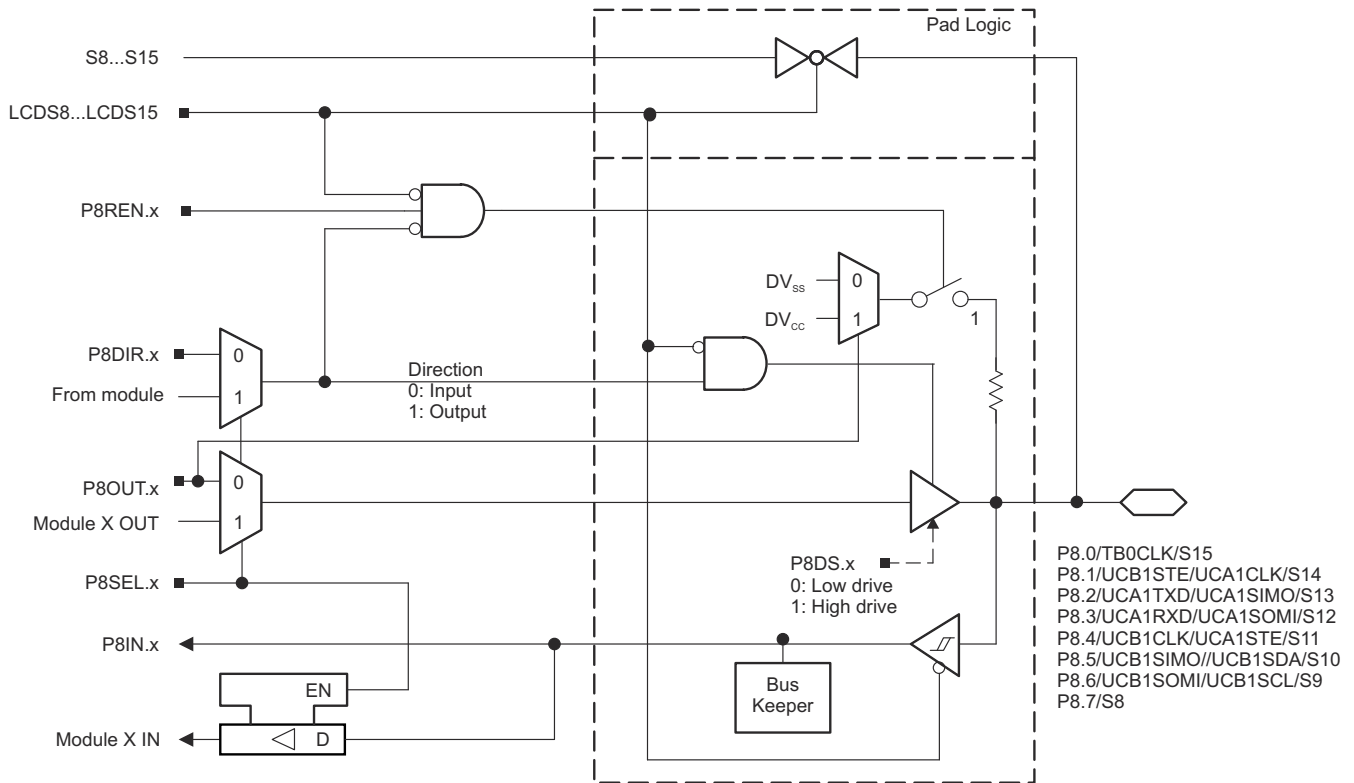 Pad Logic
S8...S15
LCDS8...LCDS15
P8REN.x
DVSS
0
DVCC
1
1
P8DIR.x
0
From module
1
Direction
0: Input
1: Output
P8OUT.x
0
Module X OUT
1
P8SEL.x
P8DS.x
0: Low drive
1: High drive
P8IN.x
Bus
Keeper
EN
D
Module X IN
P8.0/TB0CLK/S15
P8.1/UCB1STE/UCA1CLK/S14
P8.2/UCA1TXD/UCA1SIMO/S13
P8.3/UCA1RXD/UCA1SOMI/S12
P8.4/UCB1CLK/UCA1STE/S11
P8.5/UCB1SIMO//UCB1SDA/S10
P8.6/UCB1SOMI/UCB1SCL/S9
P8.7/S8